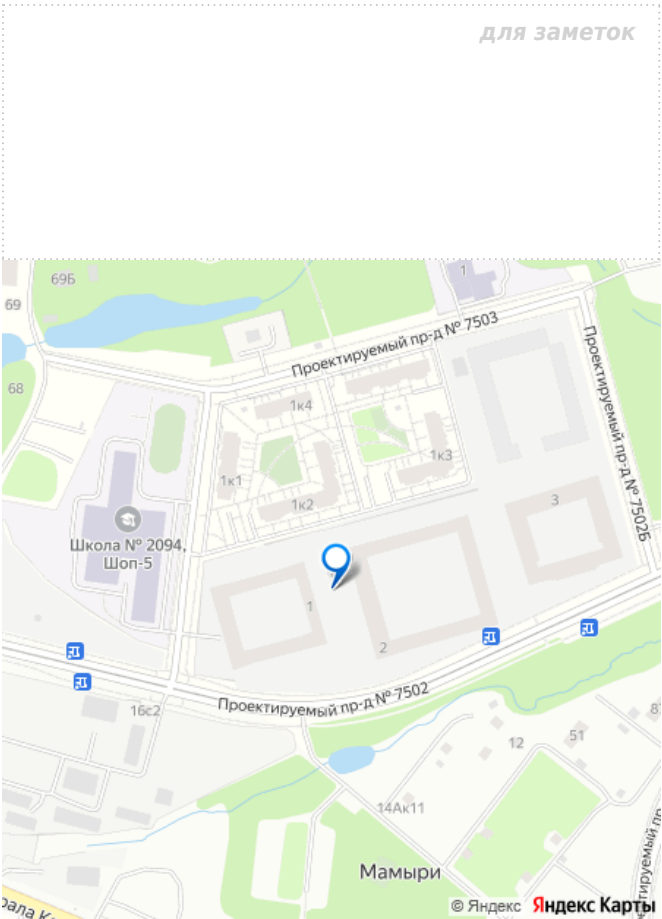 для заметок
69Б
1
69
Проектируемый пр-д № 7503
68
1к4
Проектируемый пр-д № 7502Б
1к1
1к3
1к2
3
Школа № 2094,
Шоп-5
1
2
Проектируемый пр-д № 7502
16с2
12
51
14Ак11
Мамыри
© Яндекс Яндекс Карты